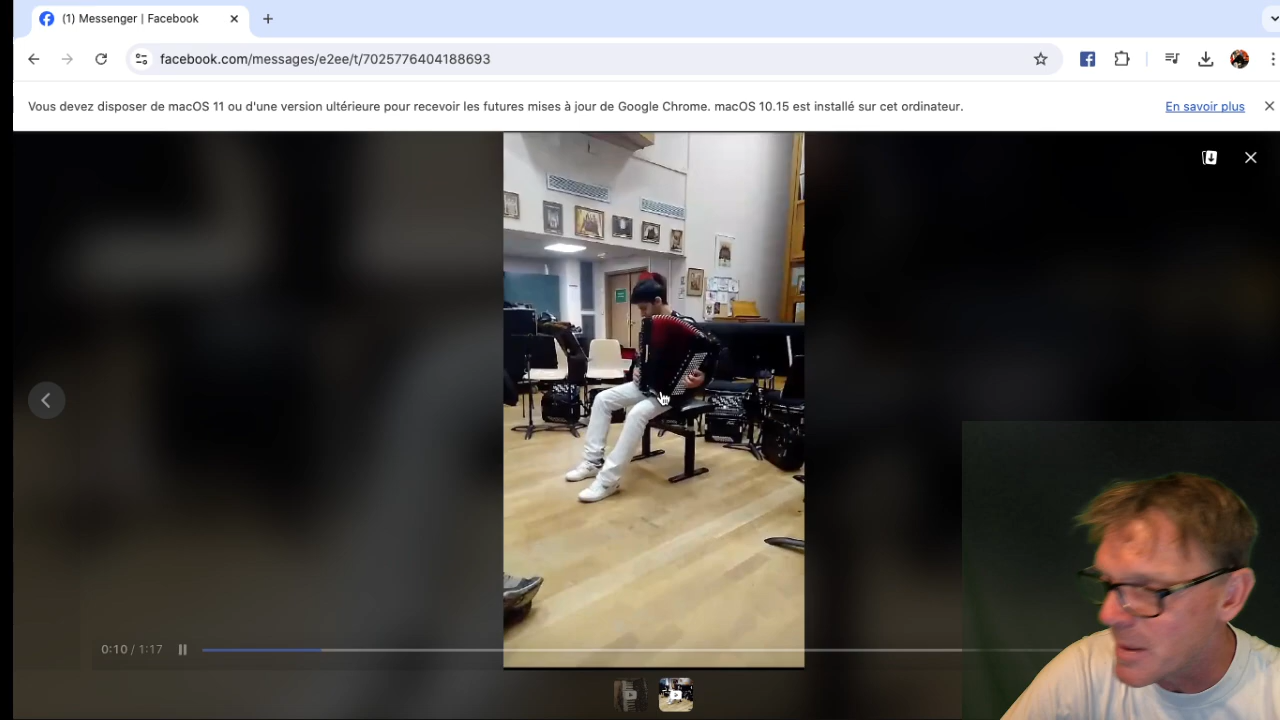 (1) Messenger | Facebook
facebook.com/messages/e2ee/t/7025776404188693
Vous devez disposer de macOS 11 ou d'une version ultérieure pour recevoir les futures mises à jour de Google Chrome. macOS 10.15 est installé sur cet ordinateur.
En savoir plus
0:10 / 1:17